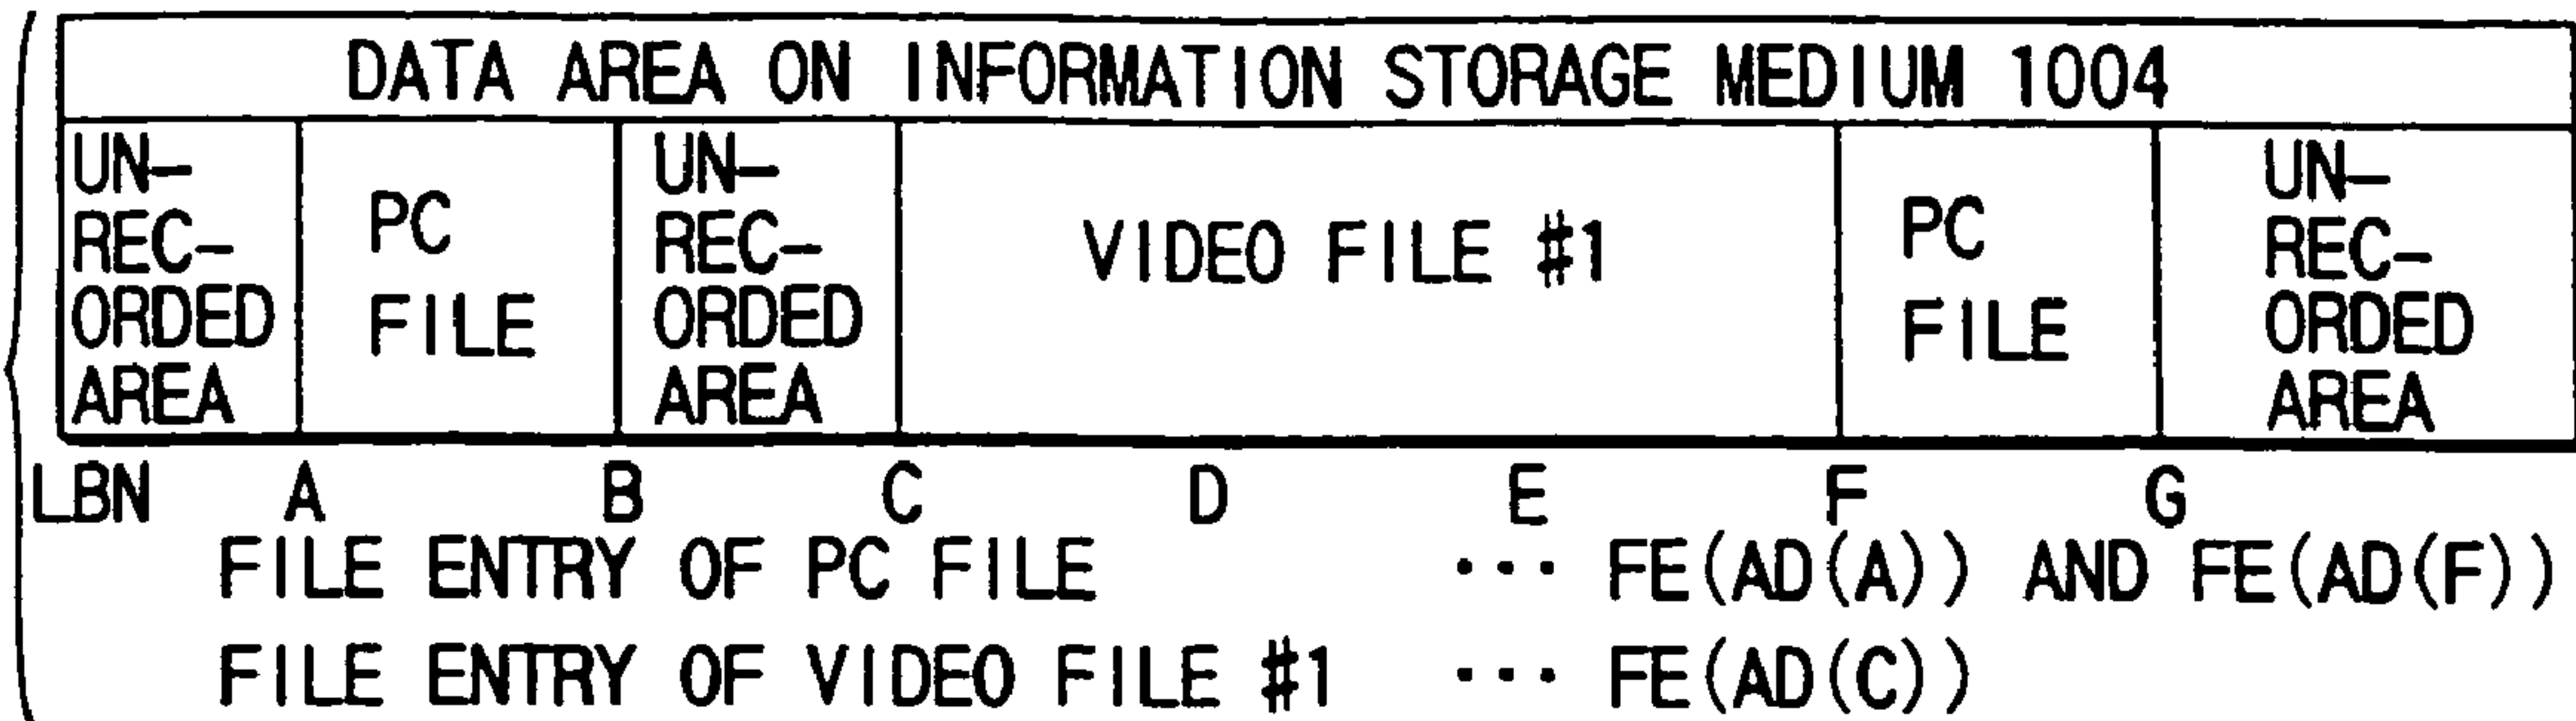 DATA AREA ON INFORMATION STORAGE MEDIUM 1004
UN-
REC-
ORDED
AREA
PC
FILE
UN-
REC-
ORDED
AREA
VIDEO FILE #1
PC
FILE
UN-
REC-
ORDED
AREA
LBN A B C D E F G
FILE ENTRY OF PC FILE ... FE(AD(A)) AND FE(AD(F))
FILE ENTRY OF VIDEO FILE #1 ... FE(AD(C))